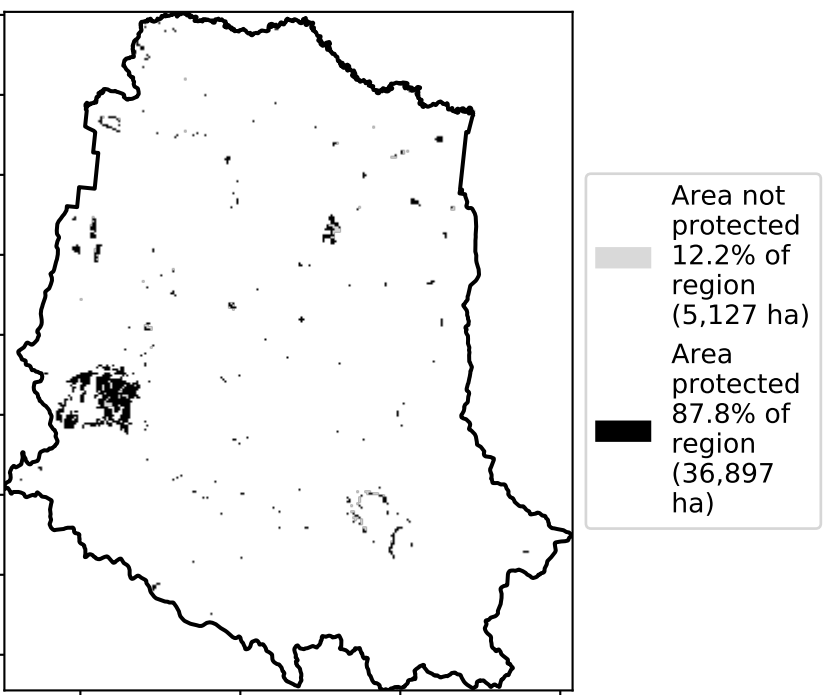 Area not
protected
12.2% of
region
(5,127 ha)
Area
protected
87.8% of
region
(36,897
ha)